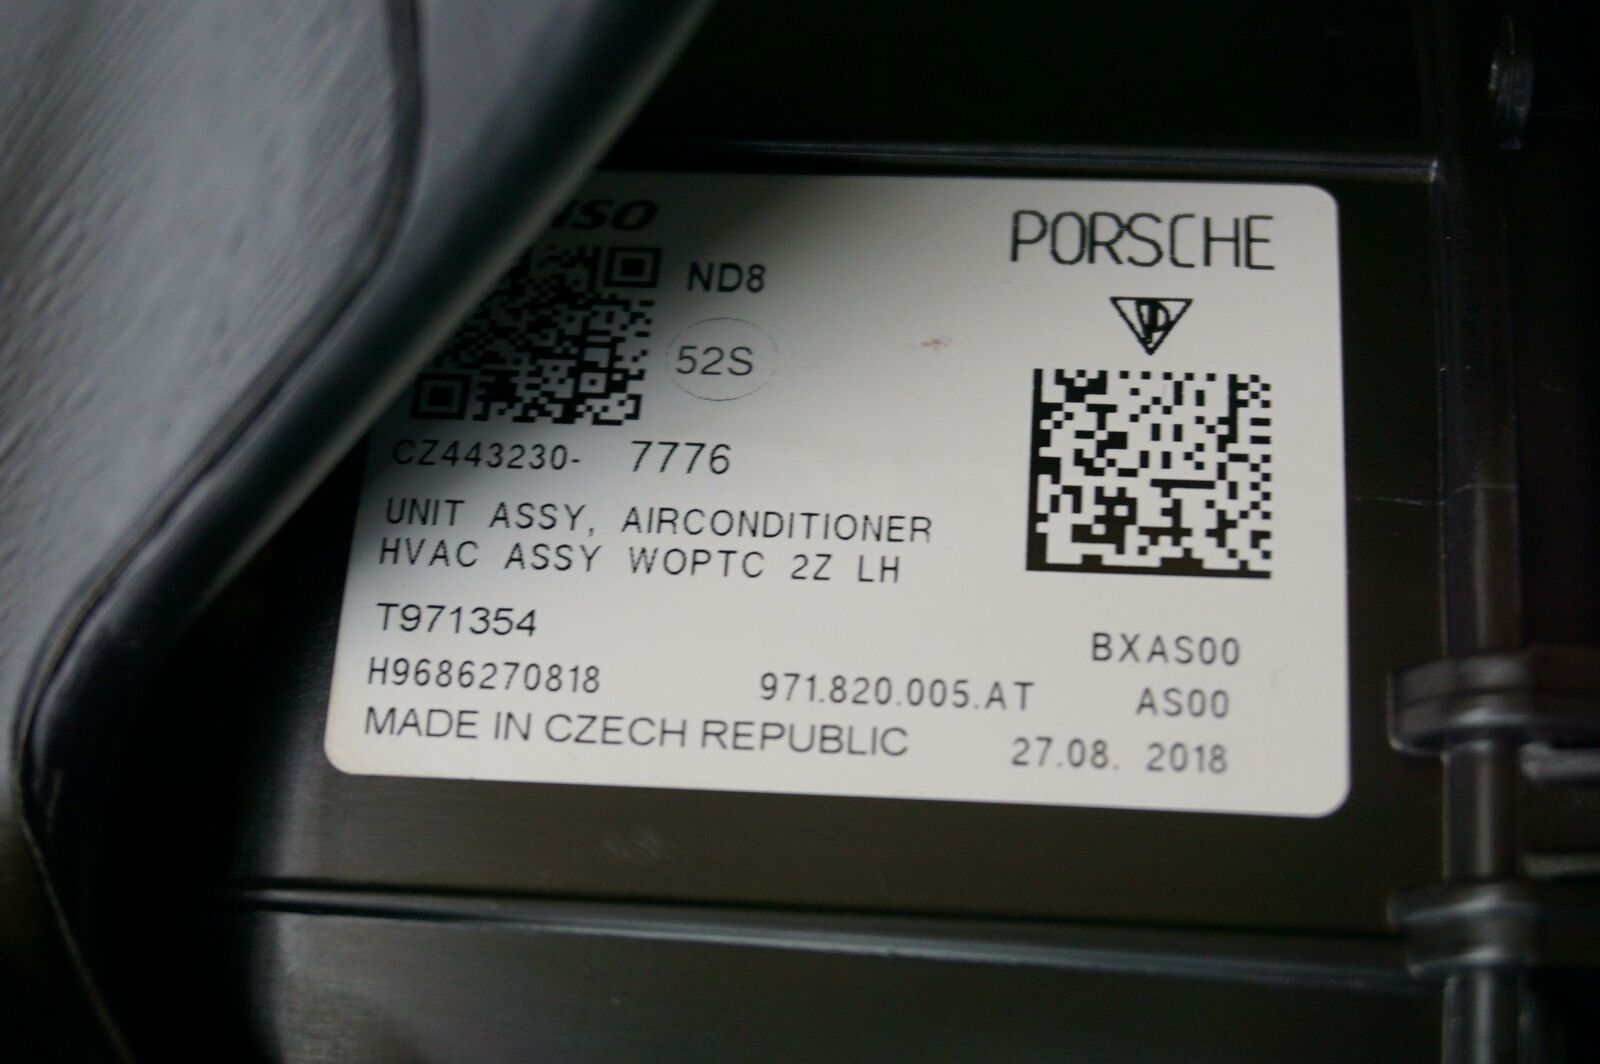 NSO
PORSCHE
ND8
52S
CZ443230- 7776
UNIT ASSY, AIRCONDITIONER
HVAC ASSY WOPTC 2Z LH
T971354
BXAS00
H9686270818
971.820.005.AT
AS00
MADE IN CZECH REPUBLIC
27.08. 2018